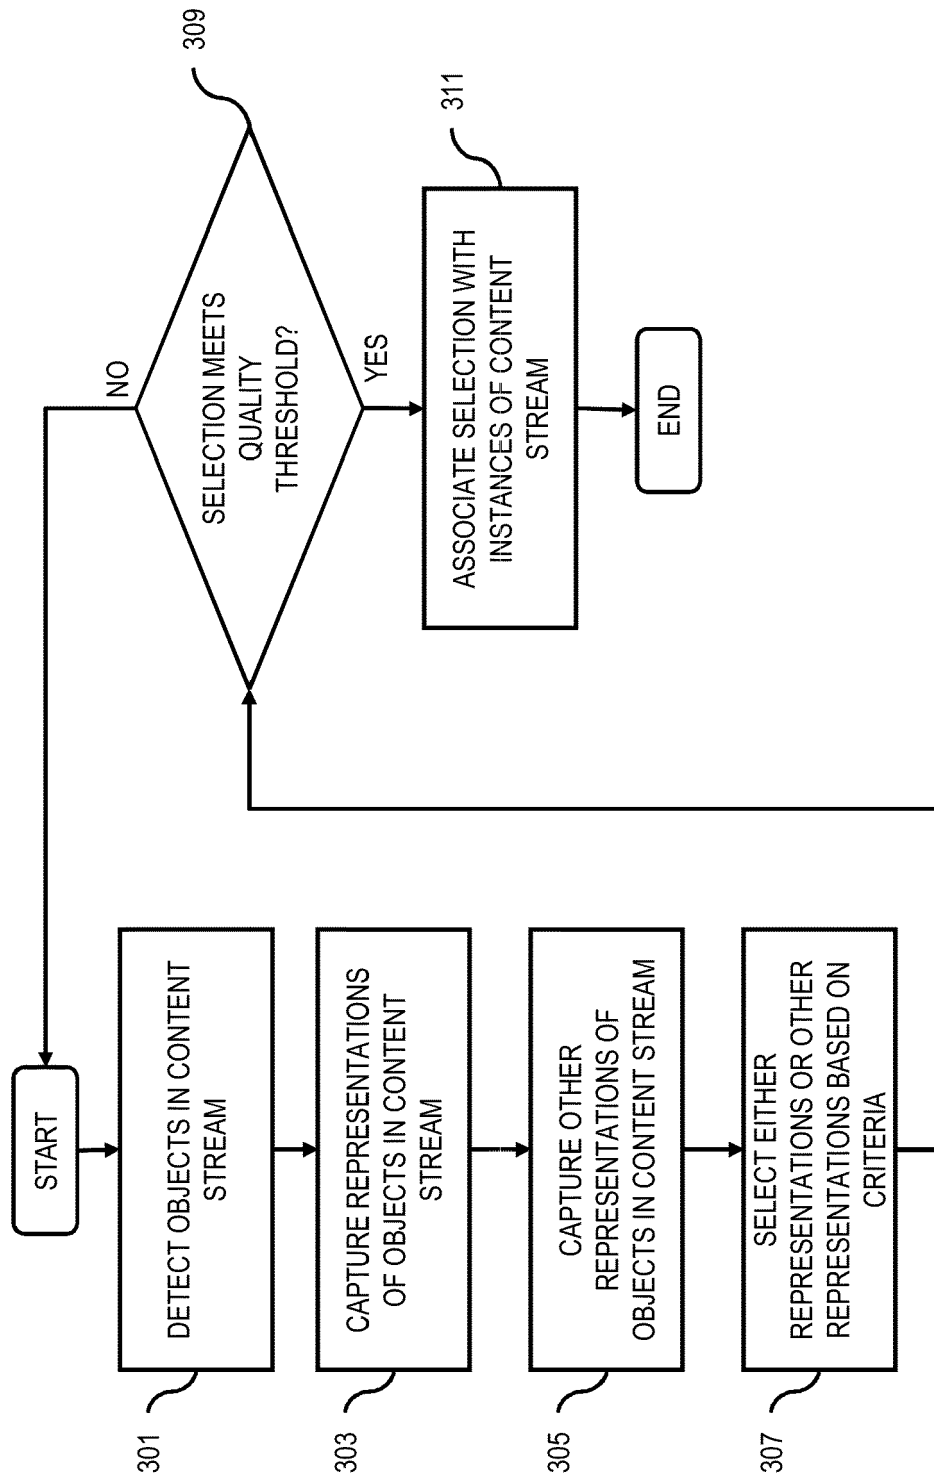 START
301
DETECT OBJECTS IN CONTENT
STREAM
303
CAPTURE REPRESENTATIONS
OF OBJECTS IN CONTENT
STREAM
305
CAPTURE OTHER
REPRESENTATIONS OF
OBJECTS IN CONTENT STREAM
307
SELECT EITHER
REPRESENTATIONS OR OTHER
REPRESENTATIONS BASED ON
CRITERIA
NO
309
SELECTION MEETS
QUALITY
THRESHOLD?
YES
311
ASSOCIATE SELECTION WITH
INSTANCES OF CONTENT
STREAM
END